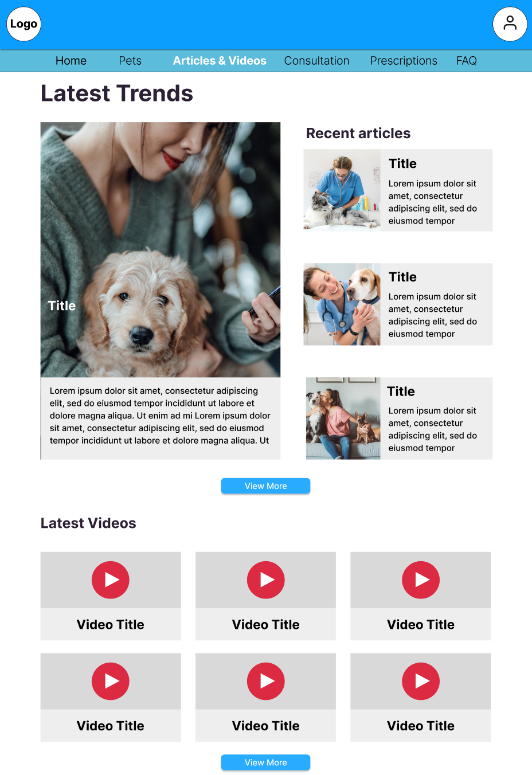 Logo
Home Pets Articles & Videos Consultation Prescriptions FAQ
Latest Trends
Title
Lorem ipsum dolor sit amet, consectetur adipiscing
elit, sed do eiusmod tempor incididunt ut labore et
dolore magna aliqua. Ut enim ad mi Lorem ipsum dolor
sit amet, consectetur adipiscing elit, sed do eiusmod
tempor incididunt ut labore et dolore magna aliqua. Ut
Recent articles
Title
Lorem ipsum dolor sit
amet, consectetur
adipiscing elit, sed do
eiusmod tempor
Title
Lorem ipsum dolor sit
amet, consectetur
adipiscing elit, sed do
eiusmod tempor
Title
Lorem ipsum dolor sit
amet, consectetur
adipiscing elit, sed do
eiusmod tempor
View More
Latest Videos
Video Title
Video Title
Video Title
Video Title
Video Title
Video Title
View More